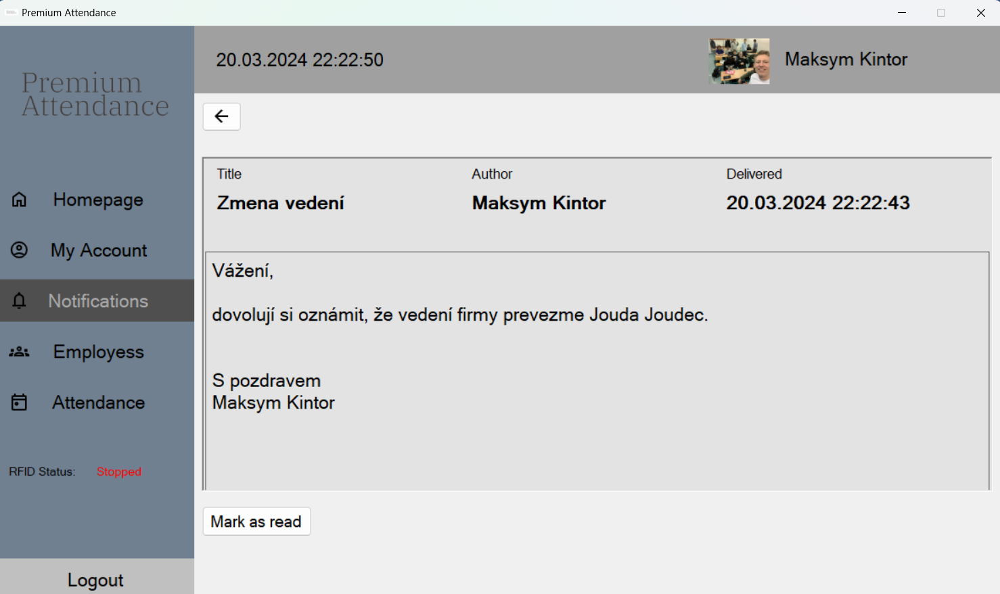 Premium Attendance
Premium
Attendance
20.03.2024 22:22:50
Maksym Kintor
Homepage
My Account
Notifications
Employess
Attendance
RFID Status: Stopped
Logout
Title Author Delivered
Zmena vedení Maksym Kintor 20.03.2024 22:22:43
Vážení,
dovolují si oznámit, že vedení firmy prevezme Jouda Joudec.
S pozdravem
Maksym Kintor
Mark as read